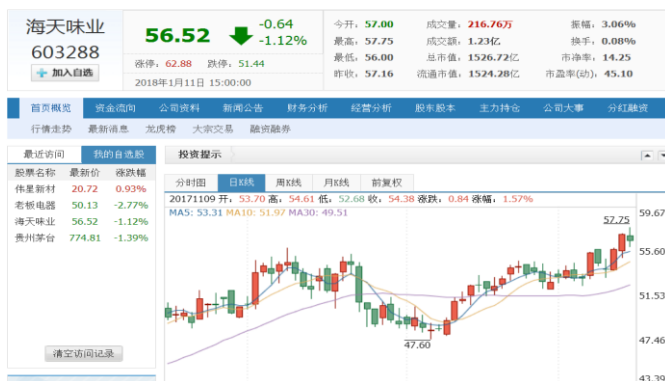 海天味业
603288
加入自选
56.52
-0.64
-1.12%
涨停：62.88 跌停：51.44
2018年1月11日 15:00:00
今开：57.00 成交量：216.76万 振幅：3.06%
最高：57.75 成交额：1.23亿 换手：0.08%
最低：56.00 总市值：1526.72亿 市净率：14.25
昨收：57.16 流通市值：1524.28亿 市盈率(动)：45.10
首页概览 资金流向 公司资料 新闻公告 财务分析 经营分析 股东股本 主力持仓 公司大事 分红融资
行情走势 最新消息 龙虎榜 大宗交易 融资融券
最近访问 我的自选股
股票名称 最新价 涨跌幅
伟星新材 20.72 0.93%
老板电器 50.13 -2.77%
海天味业 56.52 -1.12%
贵州茅台 774.81 -1.39%
清空访问记录
投资提示
分时图 日K线 周K线 月K线 前复权
20171109 开：53.70 高：54.61 低：52.68 收：54.38 涨跌：0.84 涨幅：1.57%
MA5: 53.31 MA10: 51.97 MA30: 49.51
57.75
59.67
55.60
51.53
47.46
43.39
47.60